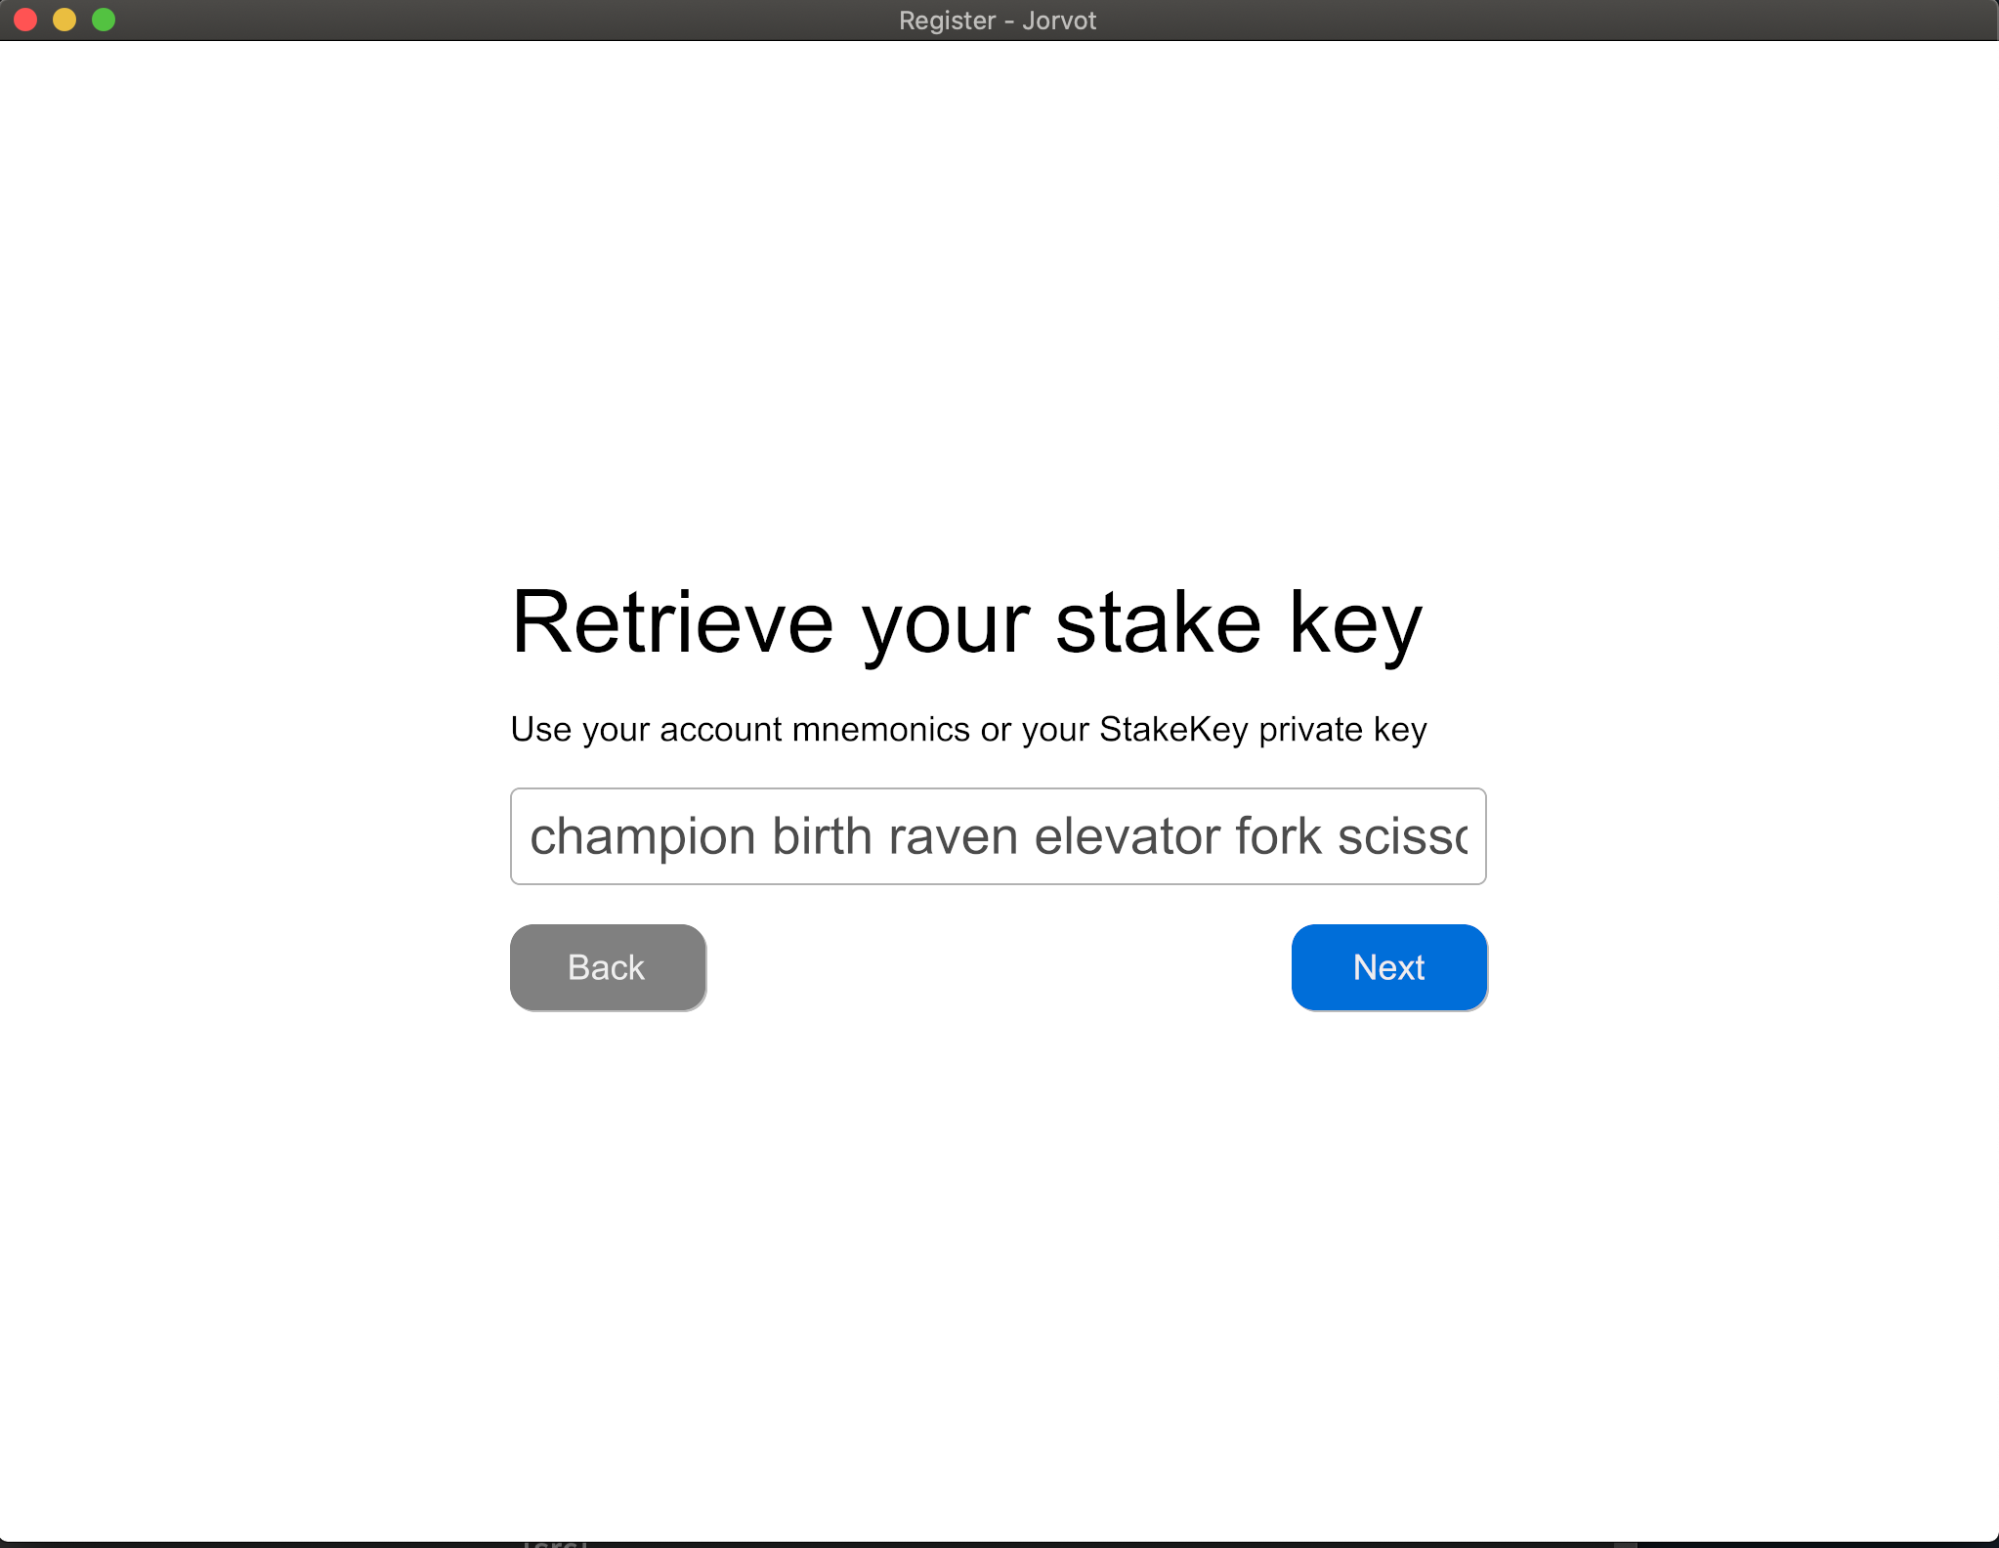 Register - Jorvot
Retrieve your stake key
Use your account mnemonics or your StakeKey private key
champion birth raven elevator fork
Back
Next